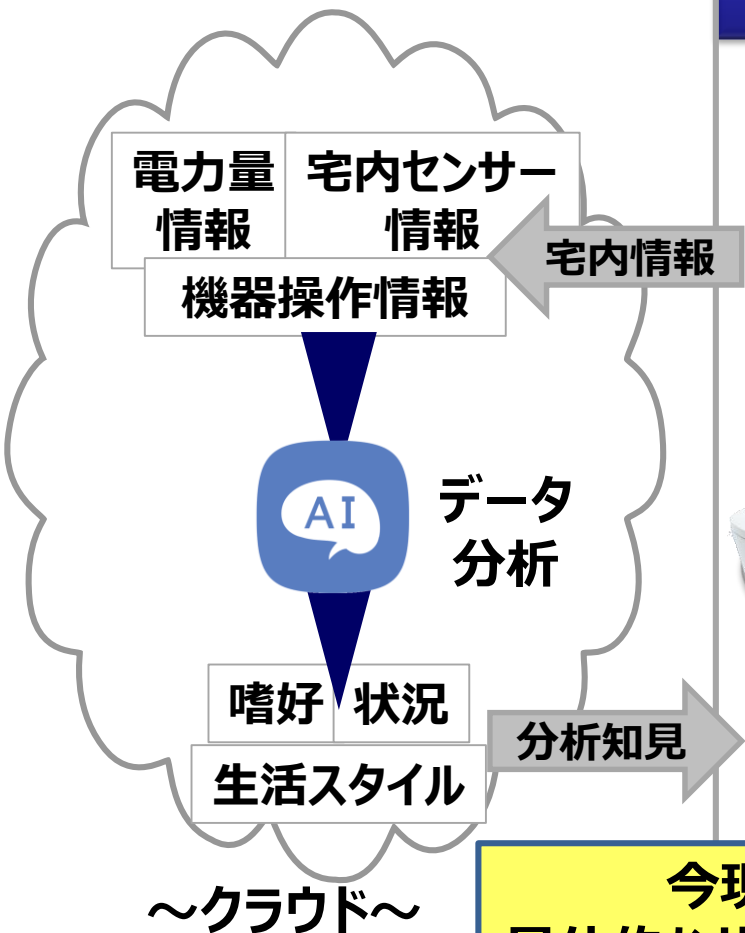 電力量
情報
宅内センサー
情報
機器操作情報
宅内情報
AI
データ
分析
嗜好
状況
生活スタイル
分析知見
～クラウド～